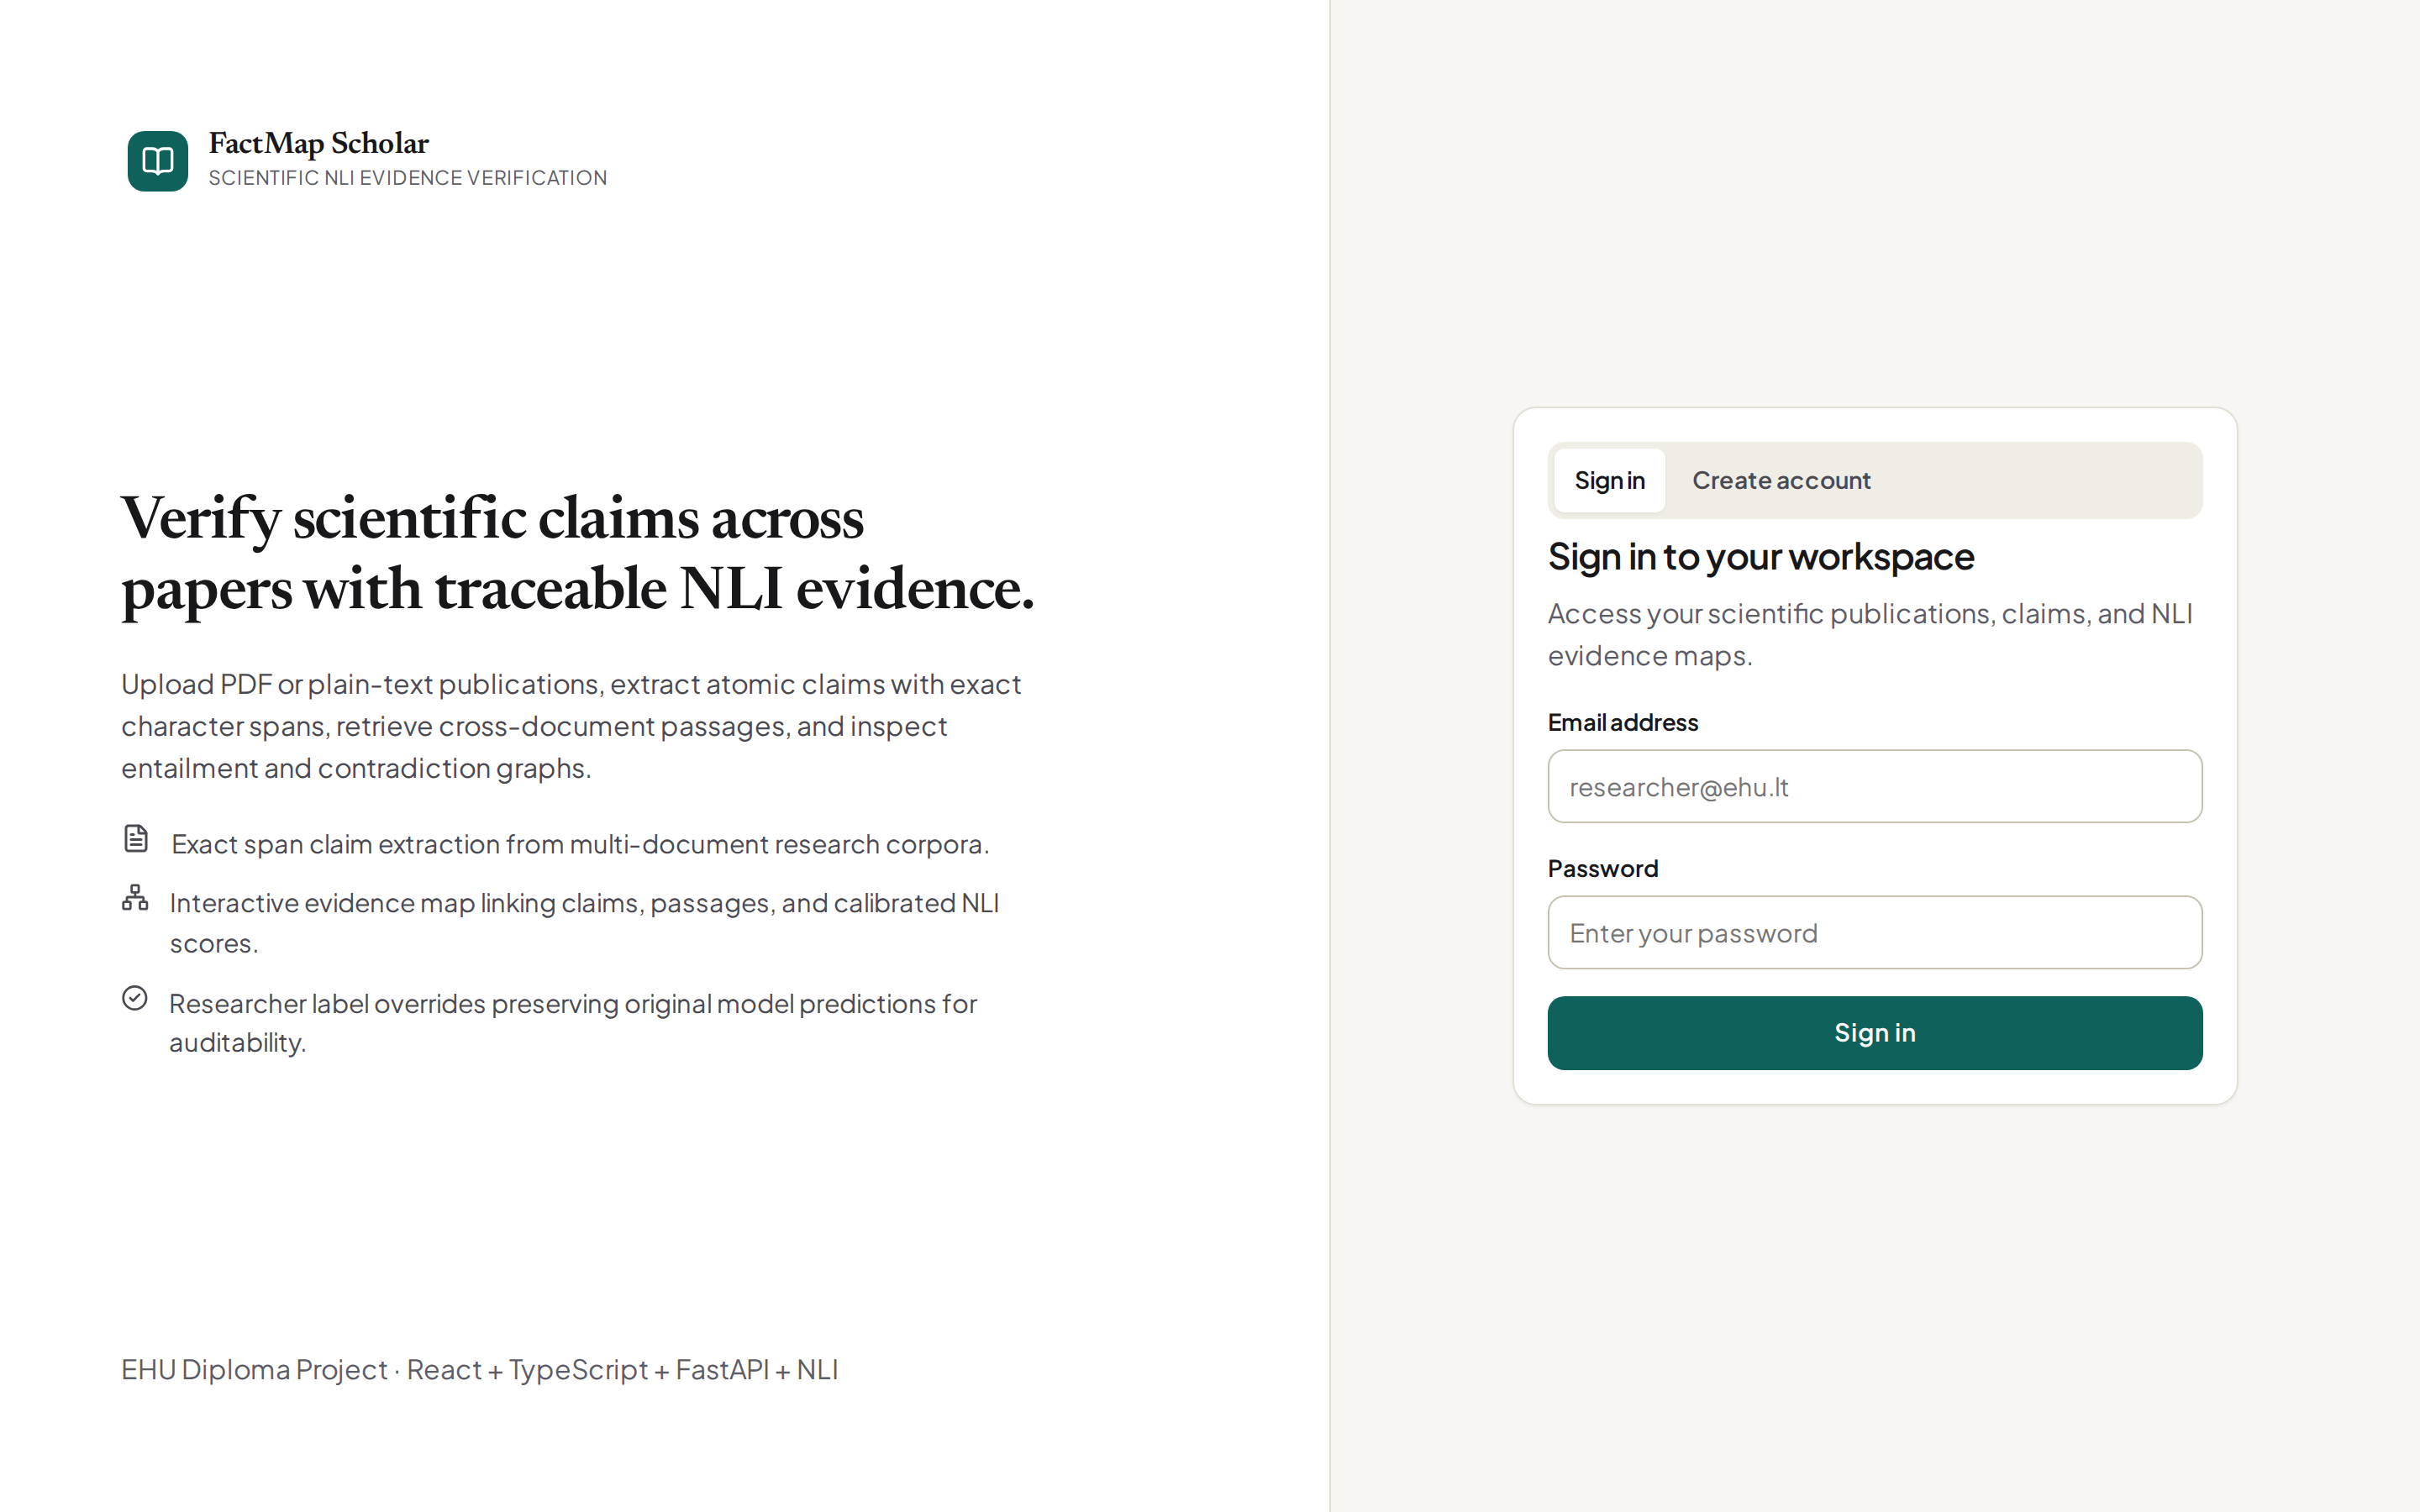 FactMap Scholar
SCIENTIFIC NLI EVIDENCE VERIFICATION
Verify scientific claims across
papers with traceable NLI evidence.
Upload PDF or plain-text publications, extract atomic claims with exact
character spans, retrieve cross-document passages, and inspect
entailment and contradiction graphs.
Exact span claim extraction from multi-document research corpora.
Interactive evidence map linking claims, passages, and calibrated NLI
scores.
Researcher label overrides preserving original model predictions for
auditability.
EHU Diploma Project · React + TypeScript + FastAPI + NLI
Sign in
Create account
Sign in to your workspace
Access your scientific publications, claims, and NLI
evidence maps.
Email address
researcher@ehu.lt
Password
Enter your password
Sign in